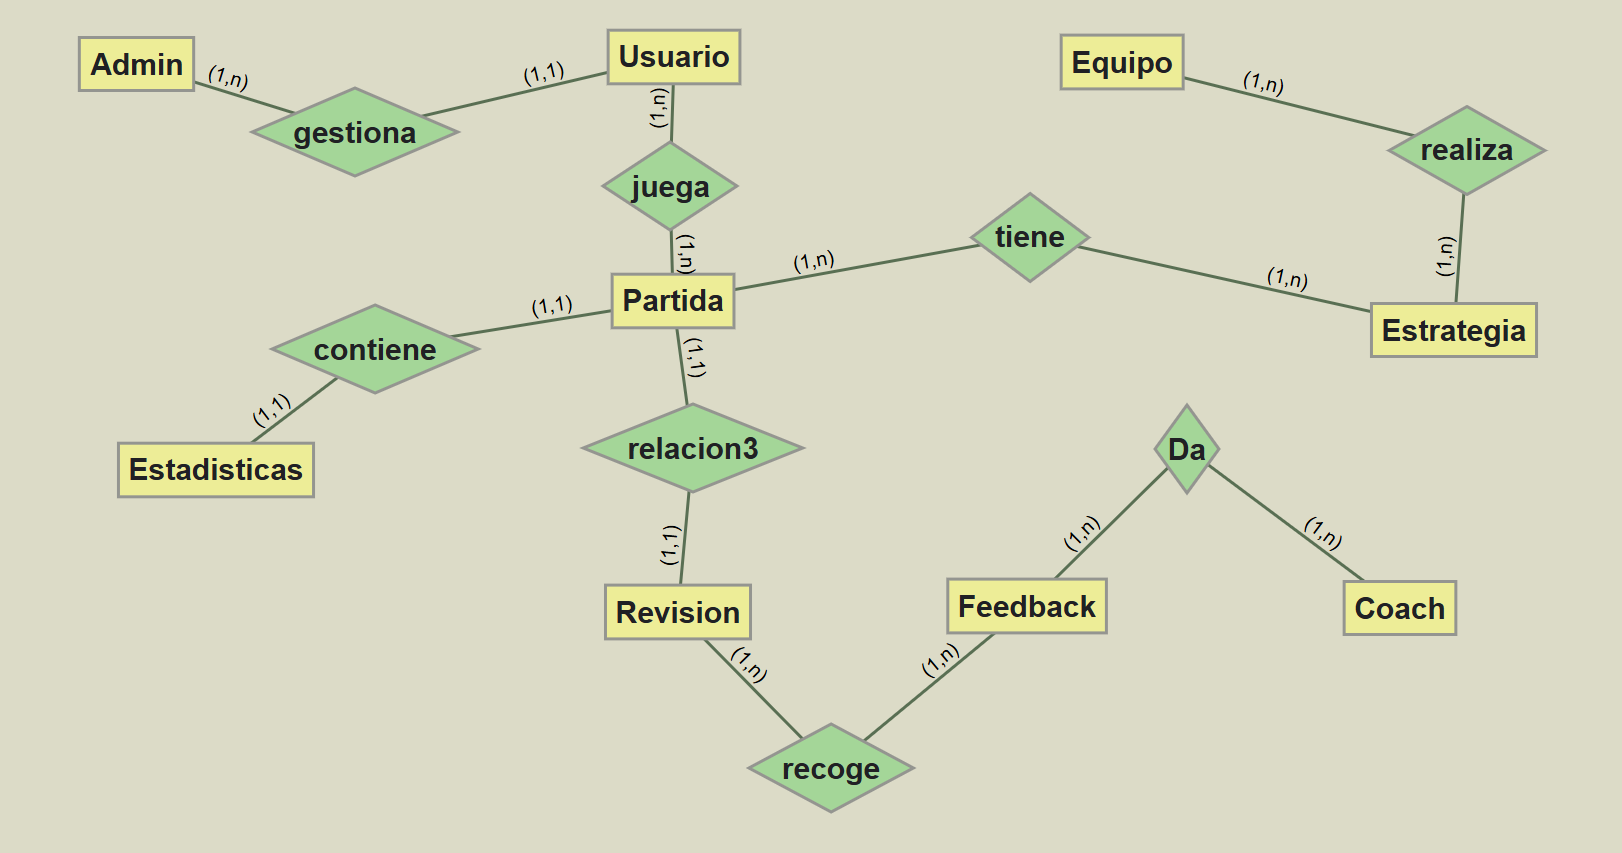 Admin
(1,n)
gestiona
(1,1)
Usuario
(1,n)
juega
(1,n)
Partida
Equipo
(1,n)
realiza
(1,n)
Estrategia
(1,n)
tiene
(1,n)
(1,1)
contiene
(1,1)
Estadisticas
(1,1)
relacion3
(1,1)
Revision
(1,n)
recoge
(1,n)
Feedback
(1,n)
Da
(1,n)
Coach